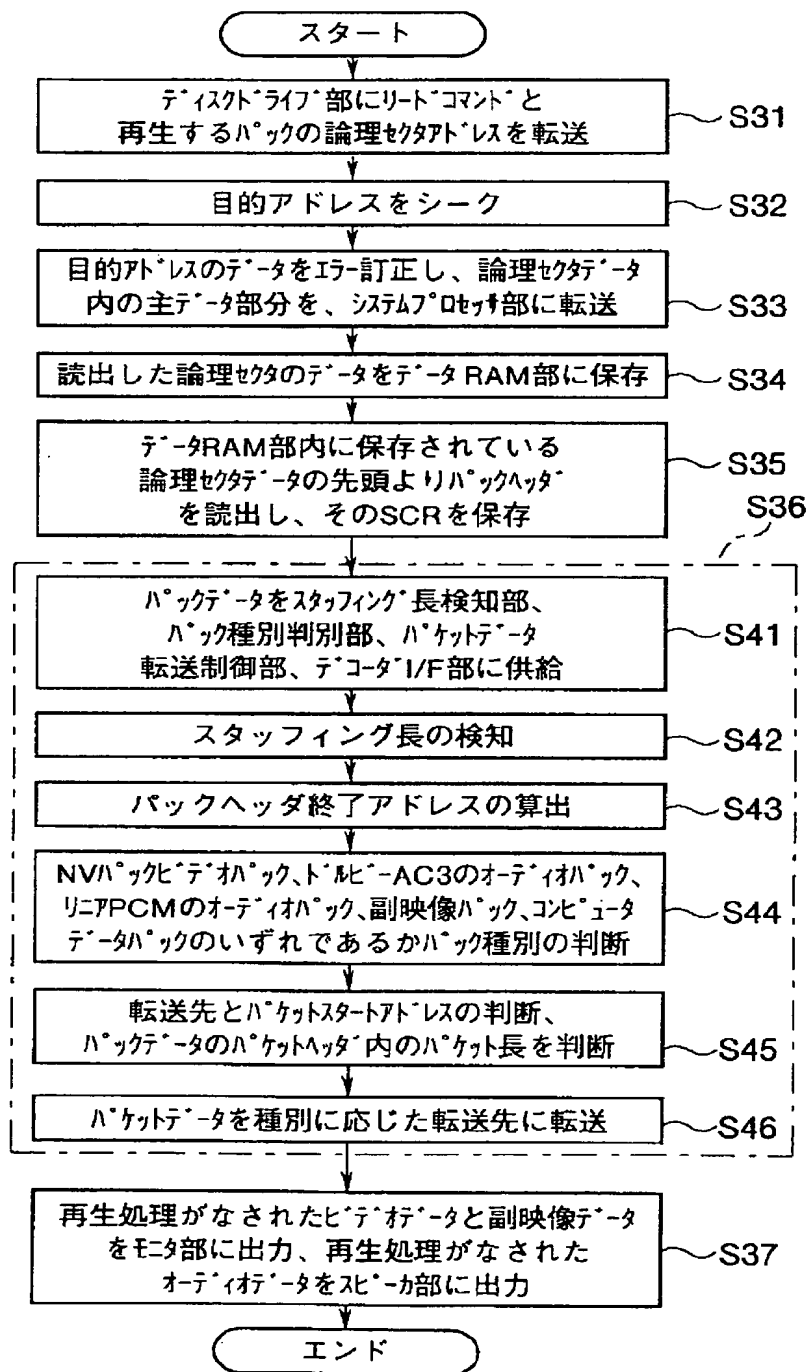 スタート
ﾃﾞｨｽｸﾄﾞﾗｲﾌﾞ部にﾘｰﾄﾞｺﾏﾝﾄﾞと
再生するﾊﾟｯｸの論理ｾｸﾀｱﾄﾞﾚｽを転送
S31
目的アドレスをシーク
S32
目的ｱﾄﾞﾚｽのデータをｴﾗｰ訂正し、論理ｾｸﾀデータ
内の主ﾃﾞｰﾀ部分を、ｼｽﾃﾑプロｾｯｻ部に転送
S33
読出した論理ｾｸﾀのデータをデｰﾀ RAM部に保存
S34
ﾃﾞｰﾀRAM部内に保存されている
論理ｾｸﾀﾃﾞｰﾀの先頭よりﾊﾟｯｸﾍｯﾀﾞ
を読出し、そのSCRを保存
S35
S36
ﾊﾟｯｸデータをｽﾀｯﾌｨﾝｸﾞ長検知部、
ﾊﾟｯｸ種別判別部、ﾊﾟｹｯﾄﾃﾞｰﾀ
転送制御部、ﾃﾞｺｰﾀﾞI/F部に供給
S41
スタッフィング長の検知
S42
パックヘッダ終了アドレスの算出
S43
NVﾊﾟｯｸﾋﾞﾃﾞｵﾊﾟｯｸ、ﾄﾞﾙﾋﾞｰAC3のｵｰﾃﾞｨｵﾊﾟｯｸ、
ﾘﾆｱPCMのｵｰﾃﾞｨｵﾊﾟｯｸ、副映像ﾊﾟｯｸ、ｺﾝﾋﾟｭｰﾀ
ﾃﾞｰﾀﾊﾟｯｸのいずれであるかﾊﾟｯｸ種別の判断
S44
転送先とﾊﾟｹｯﾄｽﾀｰﾄｱﾄﾞﾚｽの判断、
ﾊﾟｯｸﾃﾞｰﾀのﾊﾟｹｯﾄﾍｯﾀﾞ内のﾊﾟｹｯﾄ長を判断
S45
ﾊﾟｹｯﾄﾃﾞｰﾀを種別に応じた転送先に転送
S46
再生処理がなされたﾋﾞﾃﾞｵﾃﾞｰﾀと副映像ﾃﾞｰﾀ
をﾓﾆﾀ部に出力、再生処理がなされた
ｵｰﾃﾞｨｵﾃﾞｰﾀをｽﾋﾟｰｶ部に出力
S37
エンド